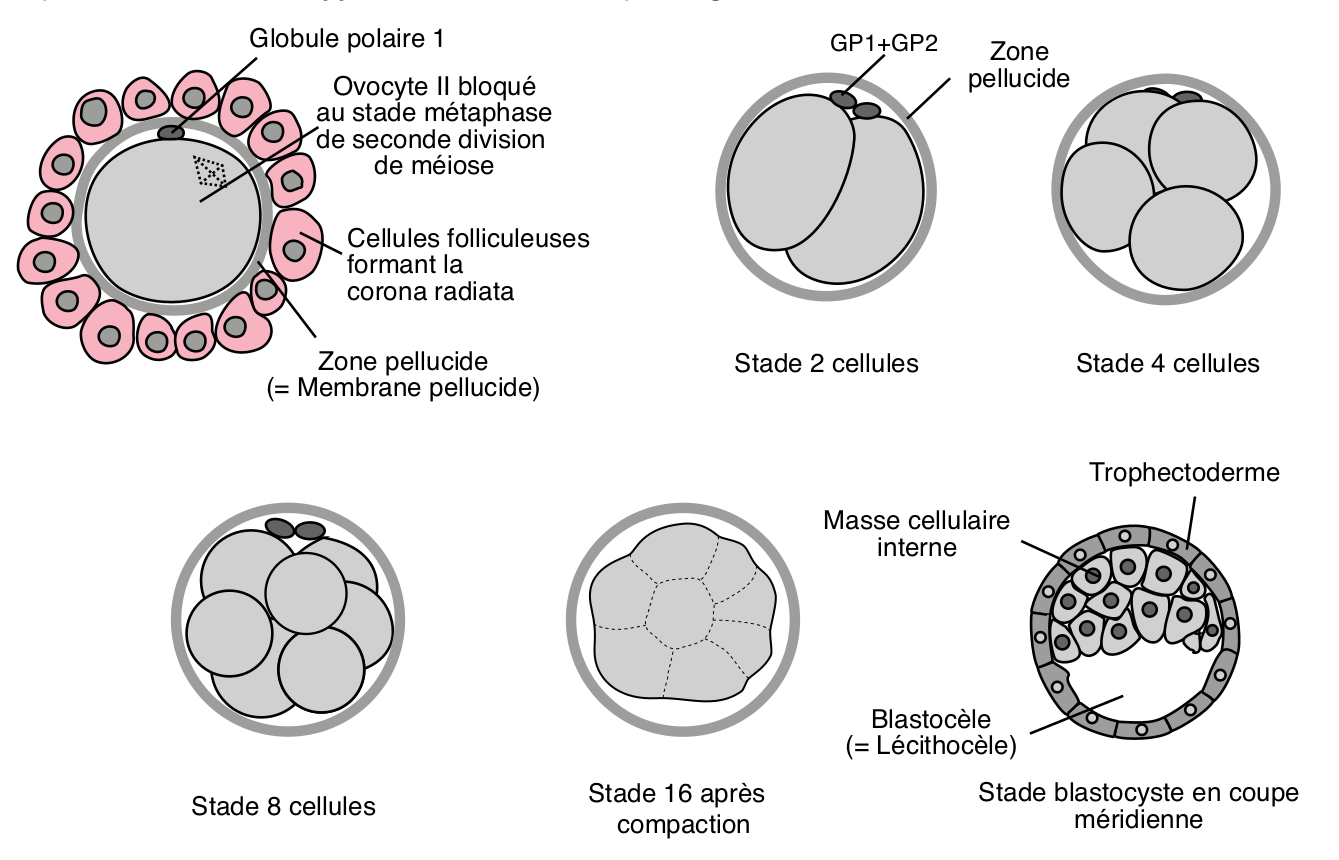 Globule polaire 1
Ovocyte II bloqué
au stade métaphase
de seconde division
de méiose
Cellules folliculeuses
formant la
corona radiata
Zone pellucide
(= Membrane pellucide)
GP1+GP2
Zone
pellucide
Stade 2 cellules
Stade 4 cellules
Stade 8 cellules
Stade 16 après
compaction
Trophectoderme
Masse cellulaire
interne
Blastocèle
(= Lécithocèle)
Stade blastocyste en coupe
méridienne